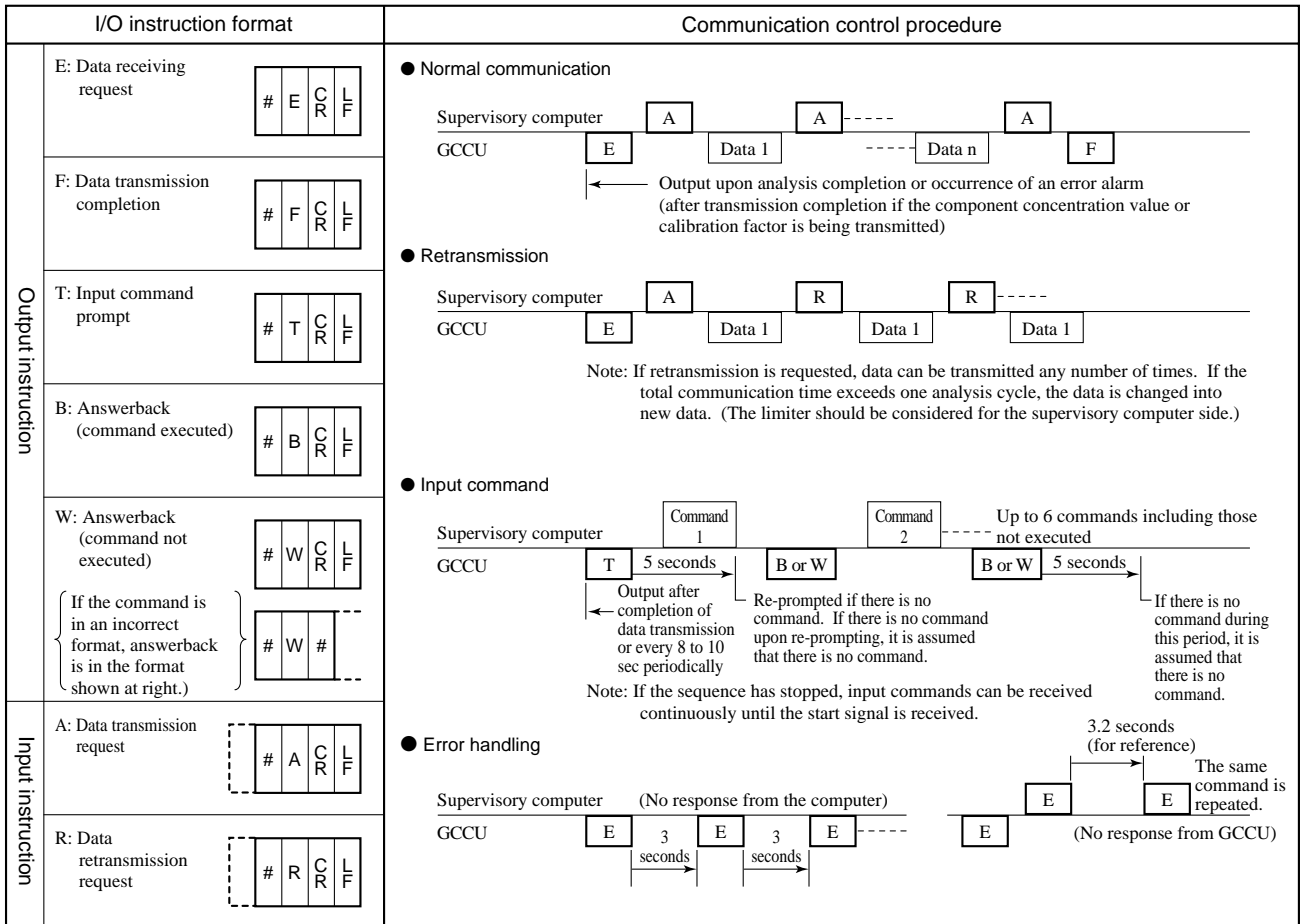 I/O instruction format
Communication control procedure
Output instruction
E: Data receiving
request
# E CR LF
F: Data transmission
completion
# F CR LF
T: Input command
prompt
# T CR LF
B: Answerback
(command executed)
# B CR LF
W: Answerback
(command not
executed)
# W CR LF
If the command is
in an incorrect
format, answerback
is in the format
shown at right.)
# W #
Input instruction
A: Data transmission
request
# A CR LF
R: Data
retransmission
request
# R CR LF
● Normal communication
Supervisory computer A A A
GCCU E Data 1 Data n F
Output upon analysis completion or occurrence of an error alarm
(after transmission completion if the component concentration value or
calibration factor is being transmitted)
● Retransmission
Supervisory computer A R R
GCCU E Data 1 Data 1 Data 1
Note: If retransmission is requested, data can be transmitted any number of times. If the
total communication time exceeds one analysis cycle, the data is changed into
new data. (The limiter should be considered for the supervisory computer side.)
● Input command
Supervisory computer
Command
1
Command
2
Up to 6 commands including those
not executed
GCCU T 5 seconds B or W B or W 5 seconds
Output after
completion of
data transmission
or every 8 to 10
sec periodically
Re-prompted if there is no
command. If there is no command
upon re-prompting, it is assumed
that there is no command.
If there is no
command during
this period, it is
assumed that
there is no
command.
Note: If the sequence has stopped, input commands can be received
continuously until the start signal is received.
● Error handling
3.2 seconds
(for reference)
The same
command is
repeated.
Supervisory computer (No response from the computer) E E
GCCU E 3 seconds E 3 seconds E E (No response from GCCU)